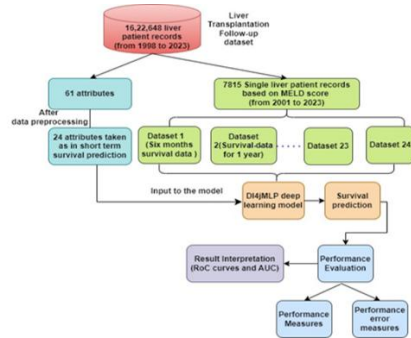 16,22,648 liver
patient records
(from 1998 to 2023)
Liver
Transplantation
Follow-up
dataset
61 attributes
7815 Single liver patient records
based on MELD score
(from 2001 to 2023)
After
data preprocessing
24 attributes taken
as in short term
survival prediction
Dataset 1
(Six months
survival data )
Dataset
2(Survival-data
for 1 year)
Dataset 23
Dataset 24
Input to the model
Dl4jMLP deep
learning model
Survival
prediction
Result Interpretation
(RoC curves and AUC)
Performance
Evaluation
Performance
Measures
Performance
error
measures